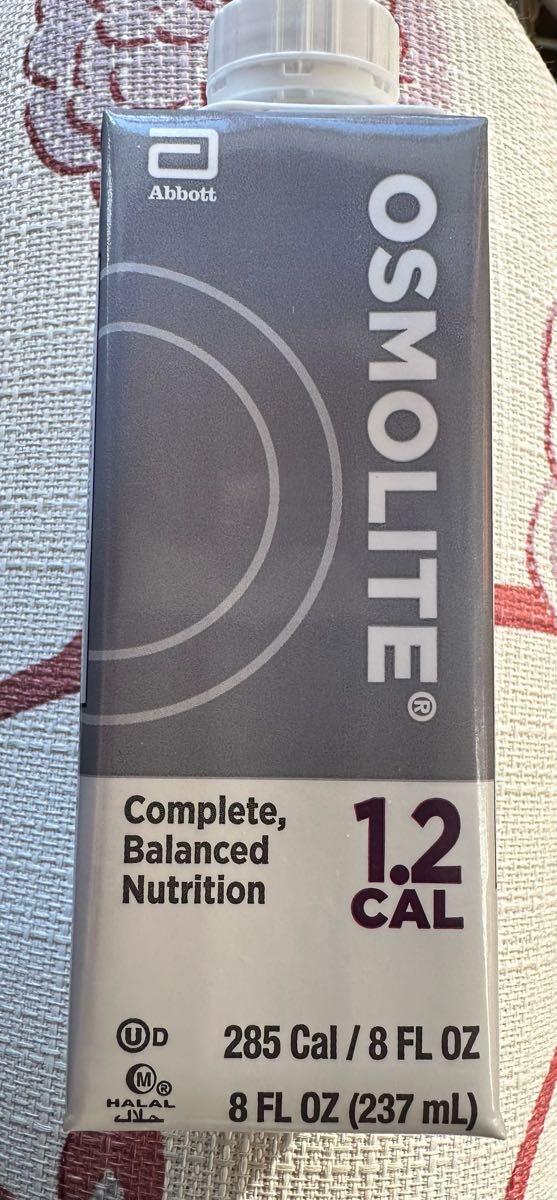 Abbott
OSMOLITE®
Complete,
Balanced
Nutrition
1.2
CAL
U D
285 Cal / 8 FL OZ
M ®
HALAL
حلال
8 FL OZ (237 mL)